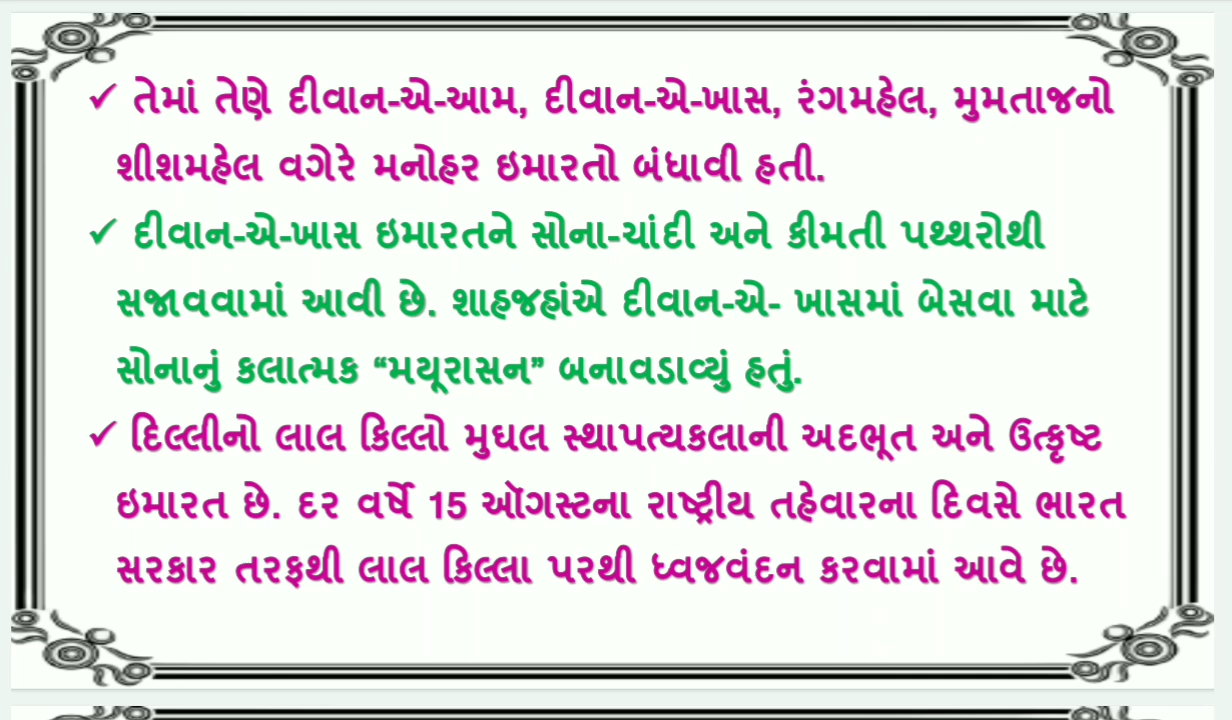 ✓ તેમાં તેણે દીવાન-એ-આમ, દીવાન-એ-ખાસ, રંગમહેલ, મુમતાજનો
શીશમહેલ વગેરે મનોહર ઇમારતો બંધાવી હતી.
✓ દીવાન-એ-ખાસ ઇમારતને સોના-ચાંદી અને કીમતી પથ્થરોથી
સજાવવામાં આવી છે. શાહજહાંએ દીવાન-એ- ખાસમાં બેસવા માટે
સોનાનું કલાત્મક “મયૂરાસન” બનાવડાવ્યું હતું.
✓ દિલ્લીનો લાલ કિલ્લો મુઘલ સ્થાપત્યકલાની અદભૂત અને ઉત્કૃષ્ટ
ઇમારત છે. દર વર્ષે 15 ઑગસ્ટના રાષ્ટ્રીય તહેવારના દિવસે ભારત
સરકાર તરફથી લાલ કિલ્લા પરથી ધ્વજવંદન કરવામાં આવે છે.